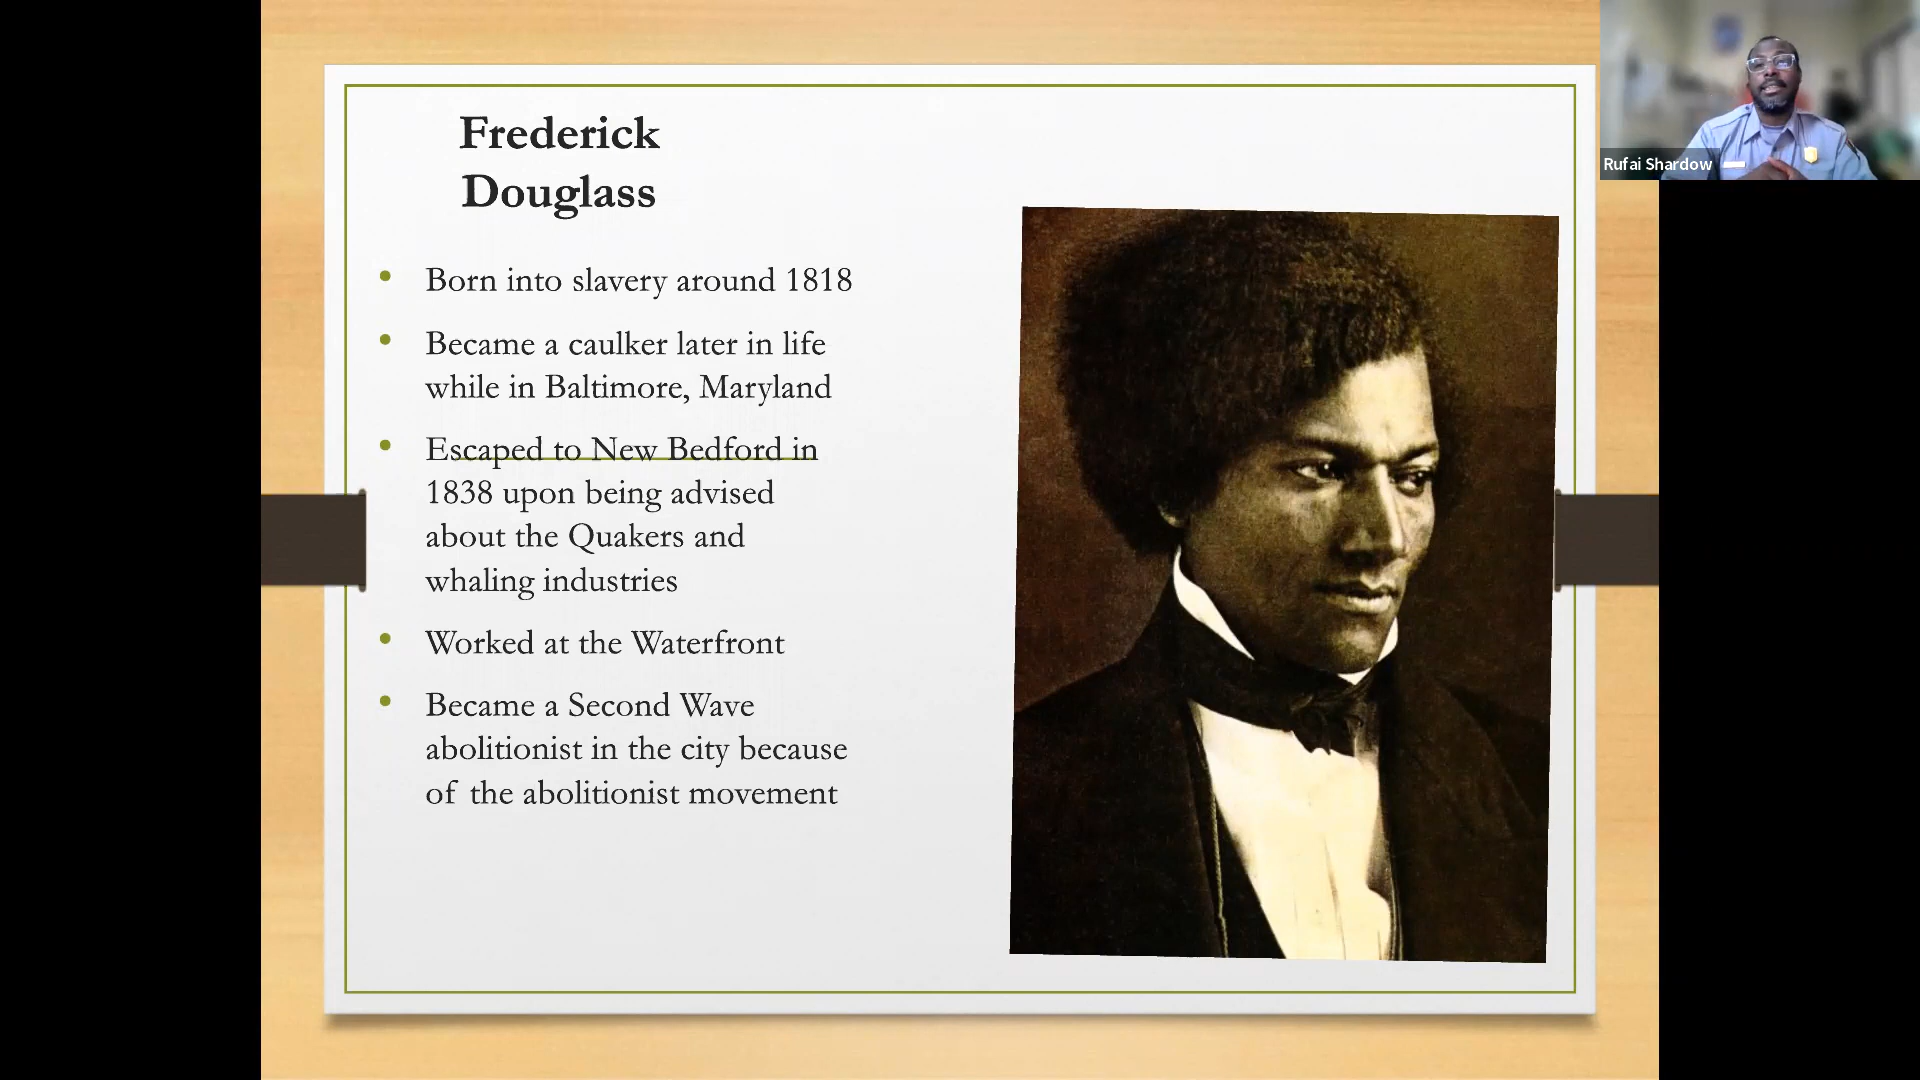 Frederick
Douglass
Rufai Shardow
• Born into slavery around 1818
• Became a caulker later in life
while in Baltimore, Maryland
• Escaped to New Bedford in
1838 upon being advised
about the Quakers and
whaling industries
• Worked at the Waterfront
• Became a Second Wave
abolitionist in the city because
of the abolitionist movement